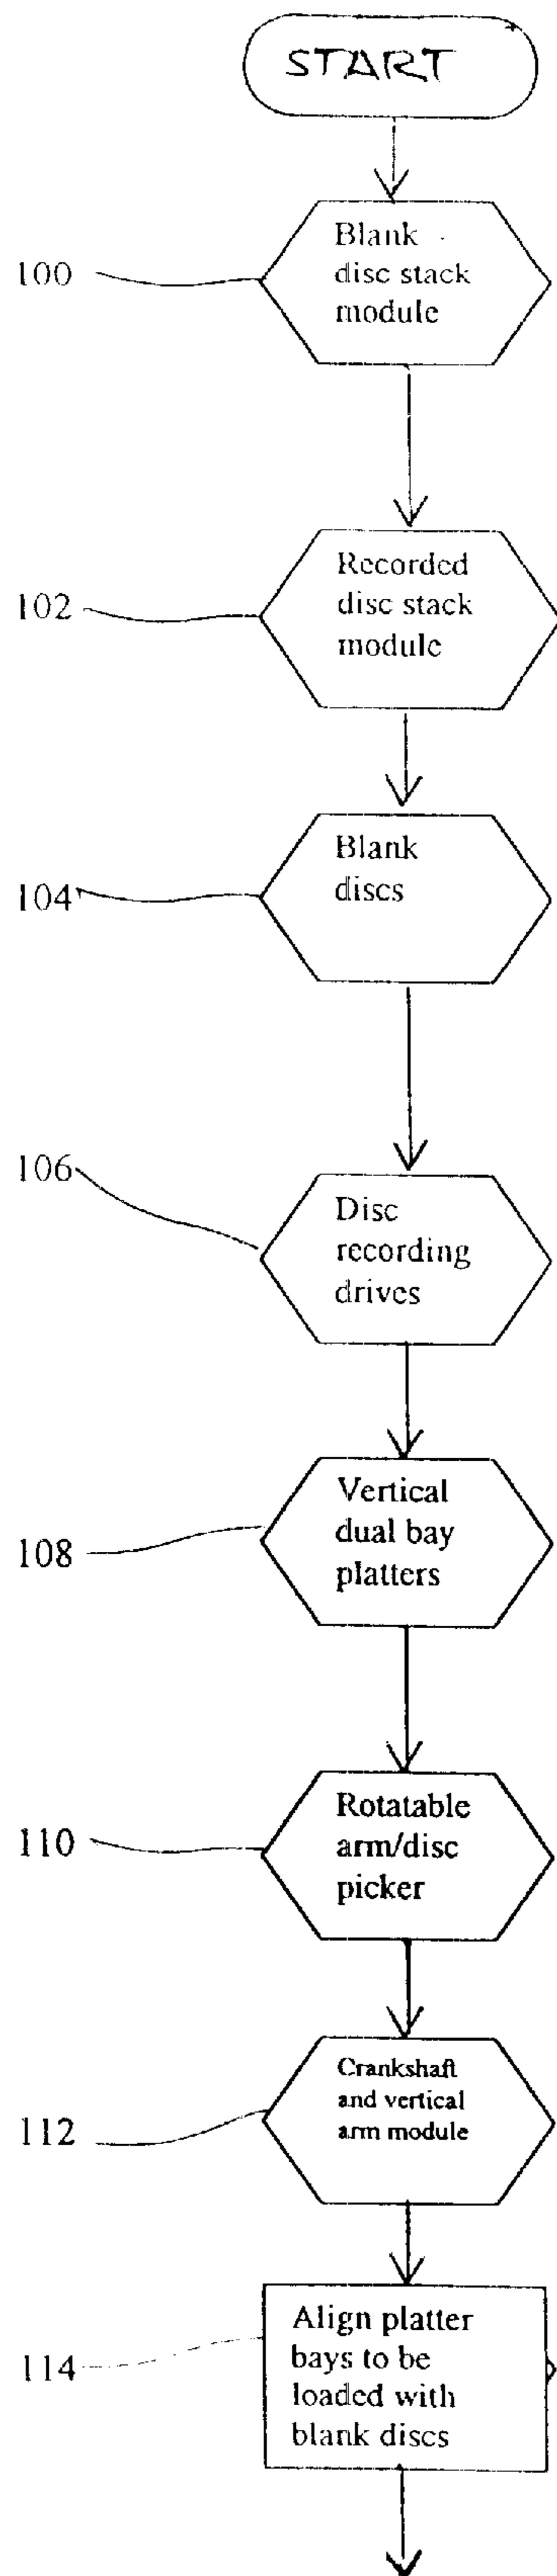 START
100
Blank
disc stack
module
102
Recorded
disc stack
module
104
Blank
discs
106
Disc
recording
drives
108
Vertical
dual bay
platters
110
Rotatable
arm/disc
picker
112
Crankshaft
and vertical
arm module
114
Align platter
bays to be
loaded with
blank discs